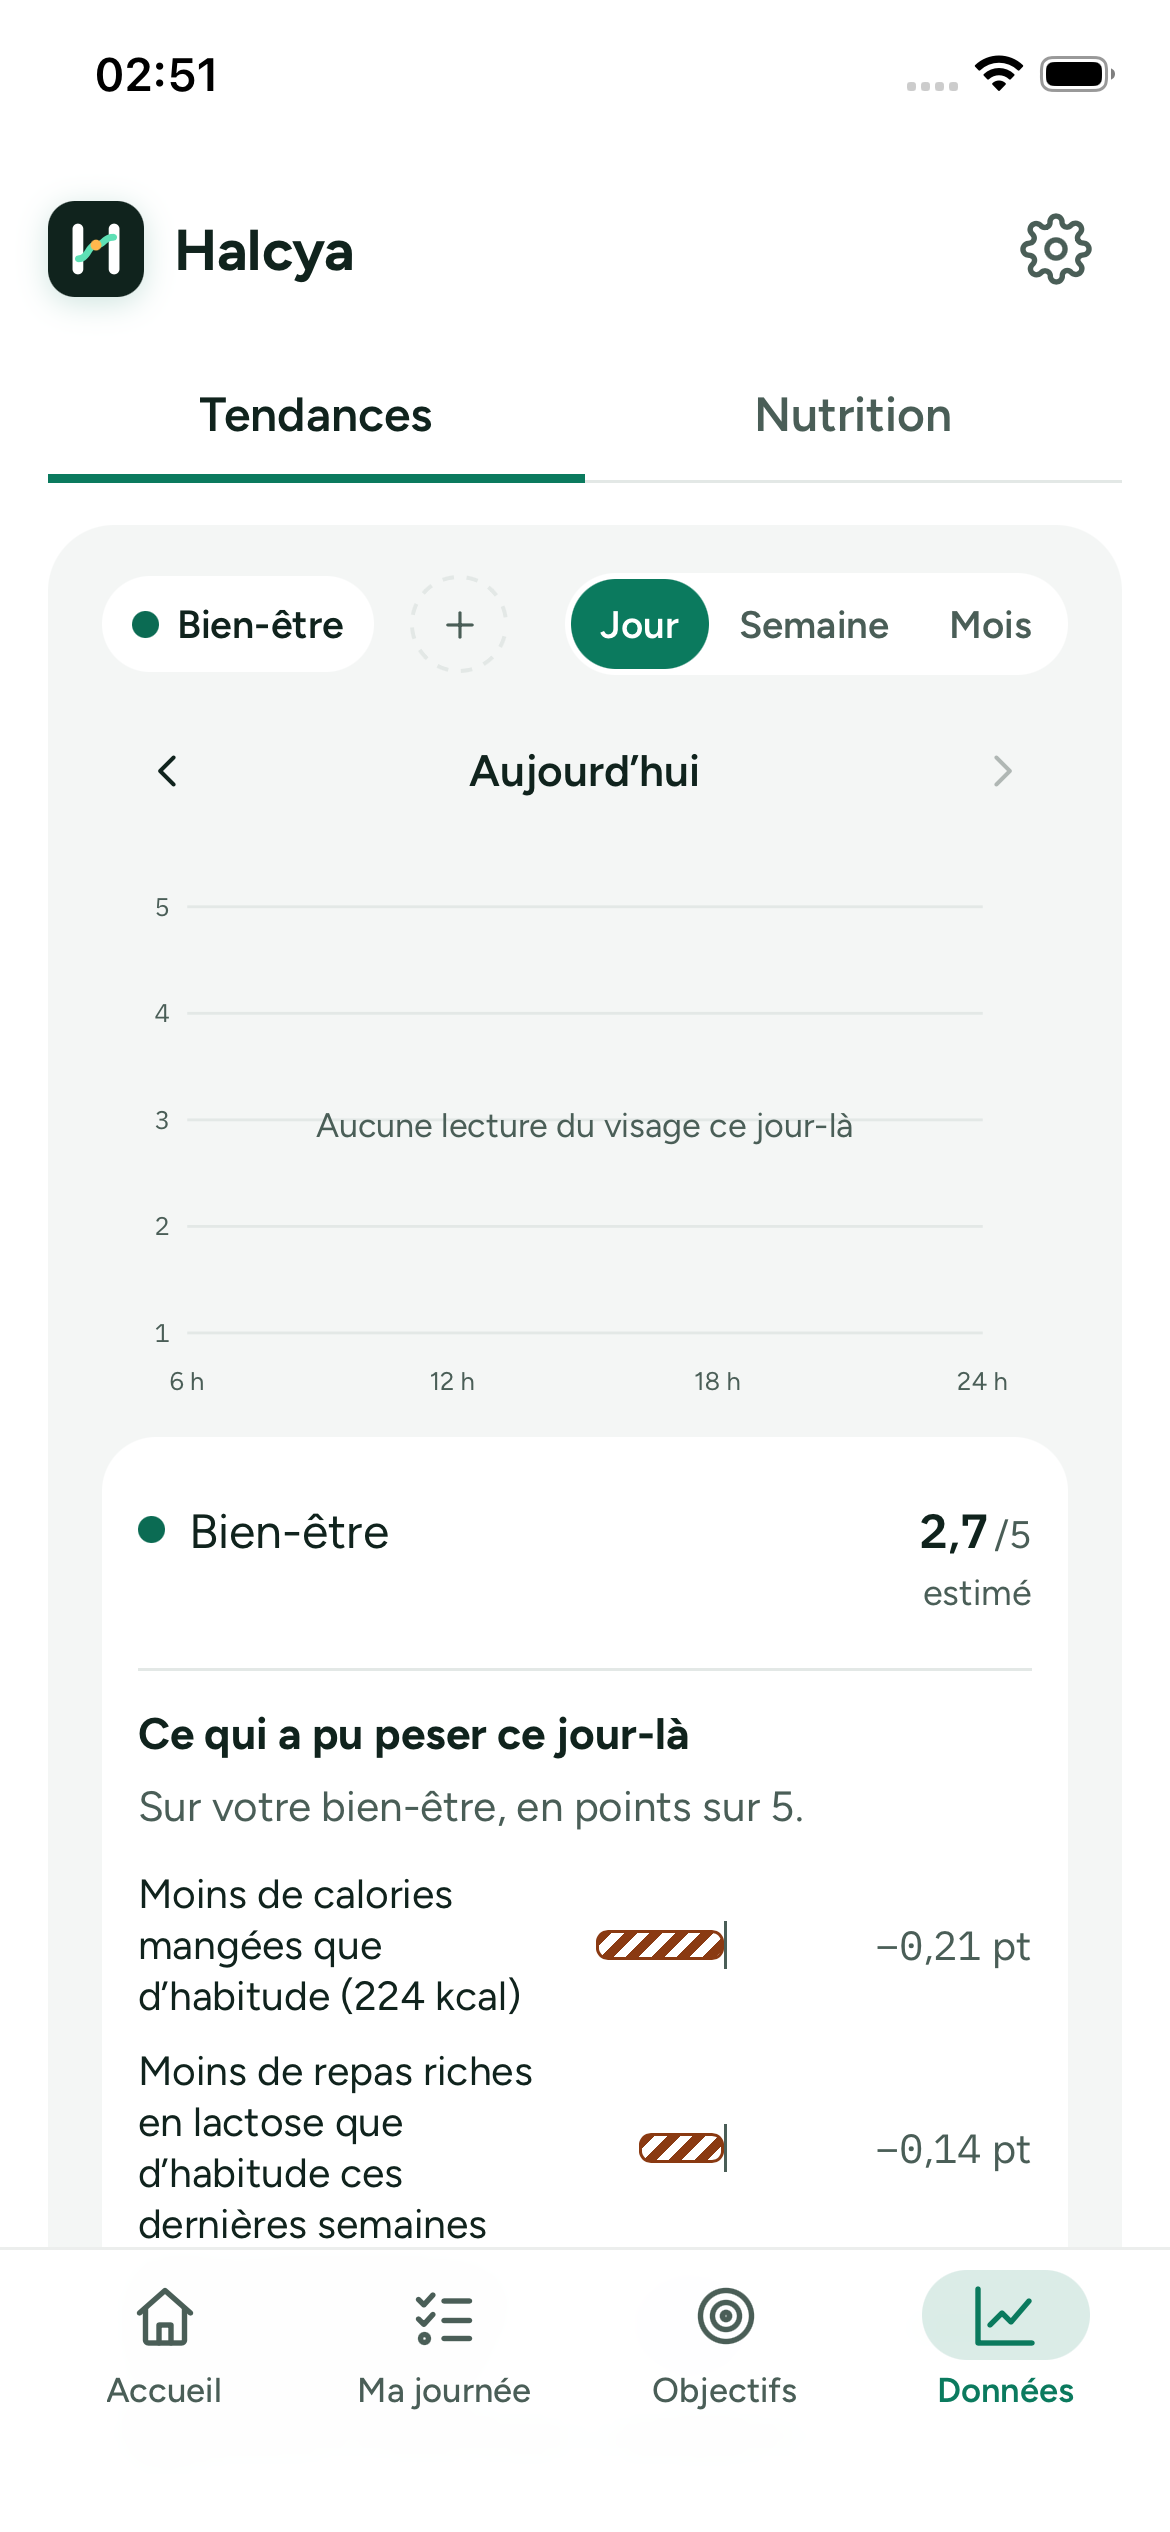 02:51
Halcya
Tendances
Nutrition
Bien-être
Jour
Semaine
Mois
Aujourd’hui
5
4
3
Aucune lecture du visage ce jour-là
2
1
6 h
12 h
18 h
24 h
Bien-être
2,7 /5
estimé
Ce qui a pu peser ce jour-là
Sur votre bien-être, en points sur 5.
Moins de calories
mangées que
d’habitude (224 kcal)
−0,21 pt
Moins de repas riches
en lactose que
d’habitude ces
dernières semaines
−0,14 pt
Accueil
Ma journée
Objectifs
Données